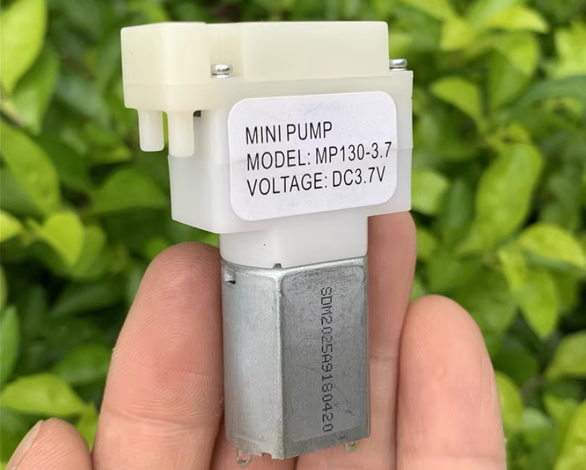 MINI PUMP
MODEL: MP130-3.7
VOLTAGE: DC3.7V
SDM2025A9180420